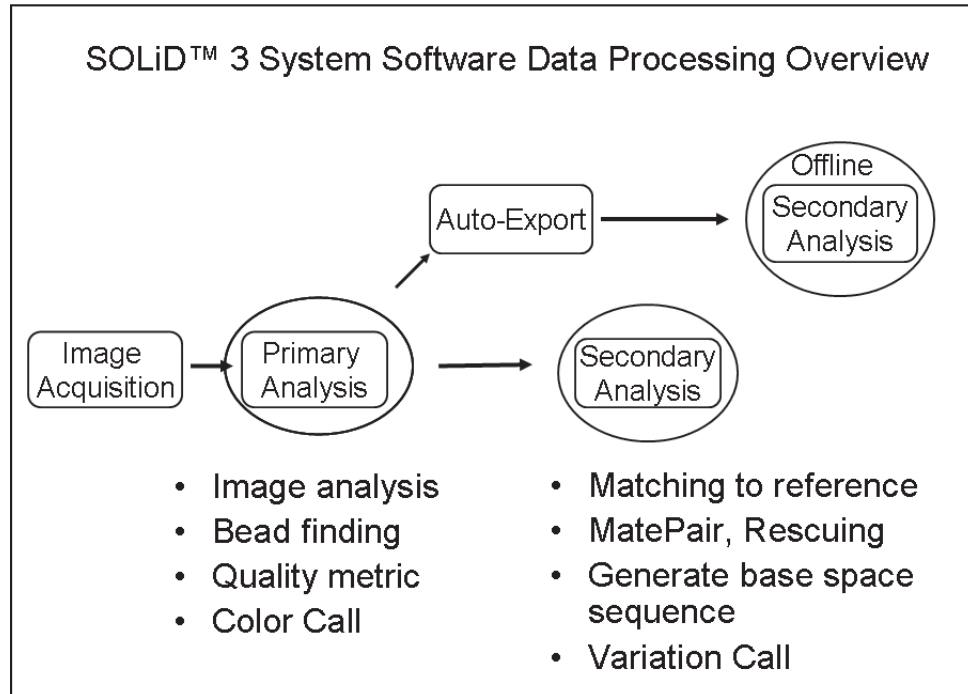 SOLiD™ 3 System Software Data Processing Overview
Offline
Secondary
Analysis
Auto-Export
Image
Acquisition
Primary
Analysis
Secondary
Analysis
• Image analysis
• Bead finding
• Quality metric
• Color Call
• Matching to reference
• MatePair, Rescuing
• Generate base space
sequence
• Variation Call